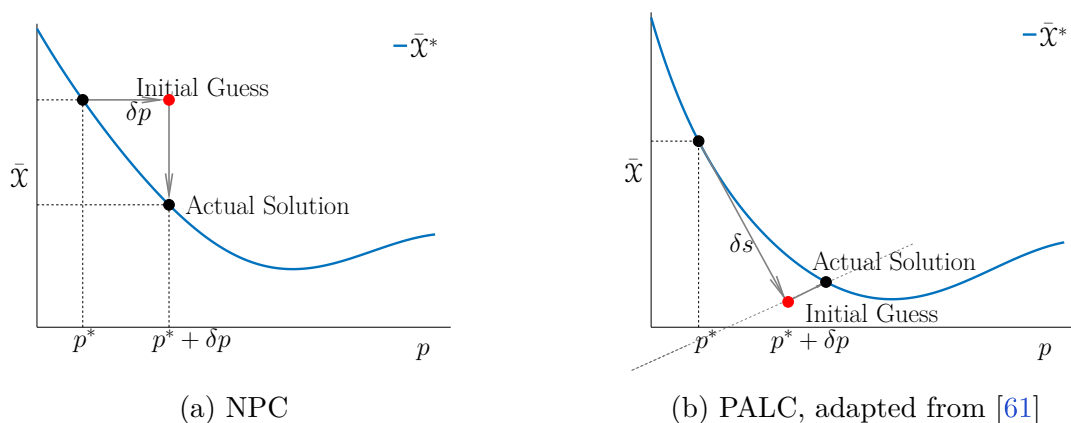 𝒳̄*
Initial Guess
δp
𝒳̄
Actual Solution
p* p* + δp p
(a) NPC
𝒳̄*
𝒳̄
δs
Actual Solution
Initial Guess
p* p* + δp p
(b) PALC, adapted from [61]